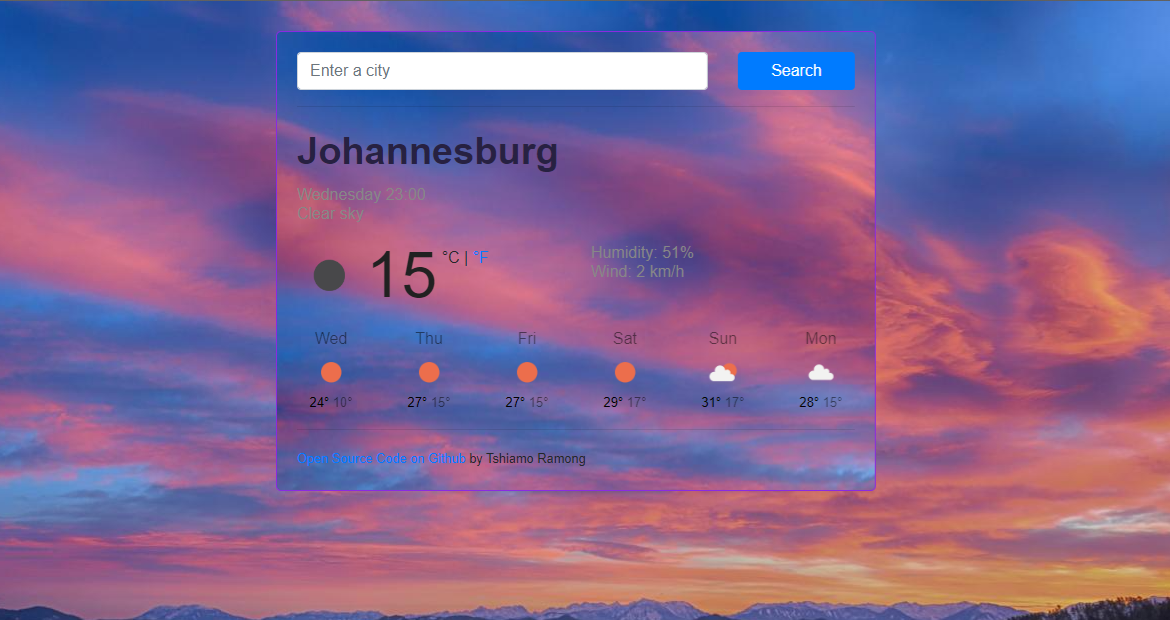 Enter a city
Search
Johannesburg
Wednesday 23:00
Clear sky
15 °C | °F
Humidity: 51%
Wind: 2 km/h
Wed Thu Fri Sat Sun Mon
24° 10° 27° 15° 27° 15° 29° 17° 31° 17° 28° 15°
Open Source Code on Github by Tshiamo Ramong